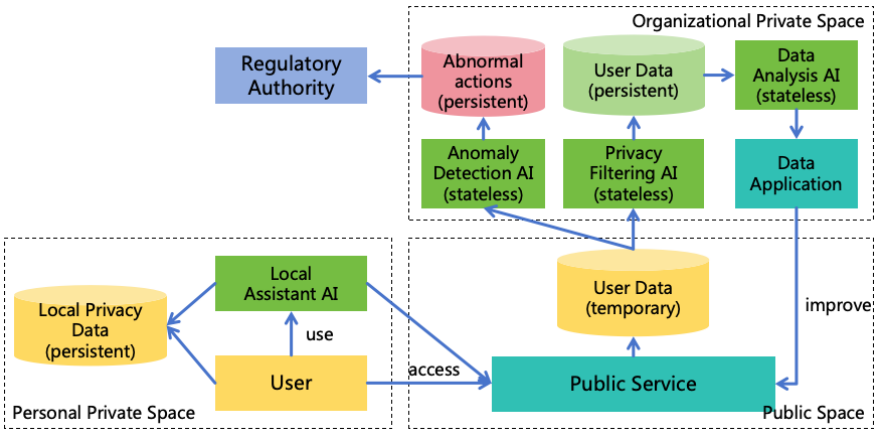 Organizational Private Space
Regulatory
Authority
Abnormal
actions
(persistent)
User Data
(persistent)
Data
Analysis AI
(stateless)
Anomaly
Detection AI
(stateless)
Privacy
Filtering AI
(stateless)
Data
Application
Local Privacy
Data
(persistent)
Local
Assistant AI
use
User
Personal Private Space
User Data
(temporary)
improve
access
Public Service
Public Space